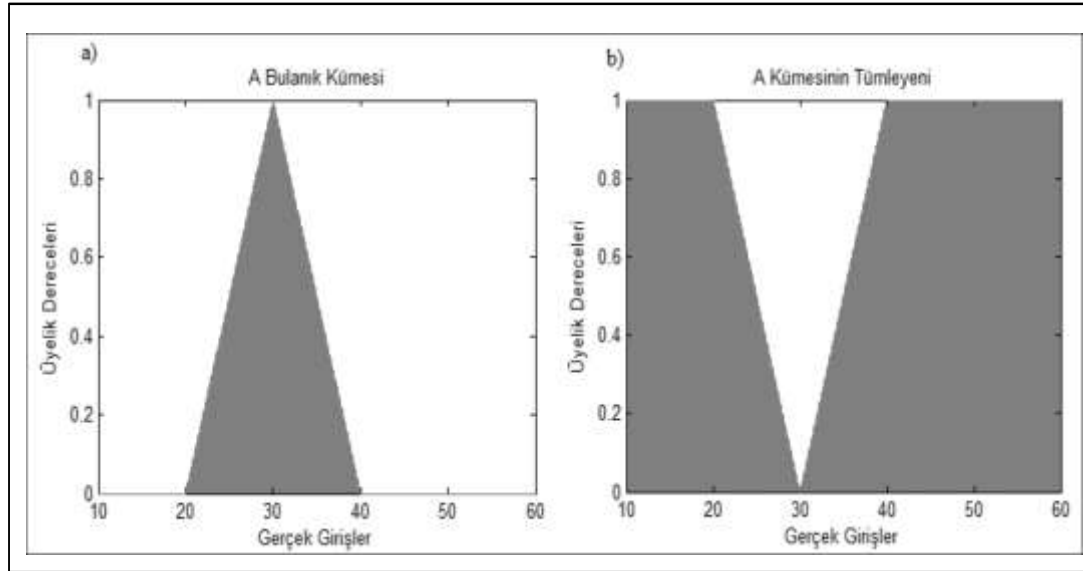 a)
A Bulanık Kümesi
1
0.8
0.6
0.4
0.2
0
Üyelik Dereceleri
10 20 30 40 50 60
Gerçek Girişler
b)
A Kümesinin Tümleyeni
1
0.8
0.6
0.4
0.2
0
Üyelik Dereceleri
10 20 30 40 50 60
Gerçek Girişler